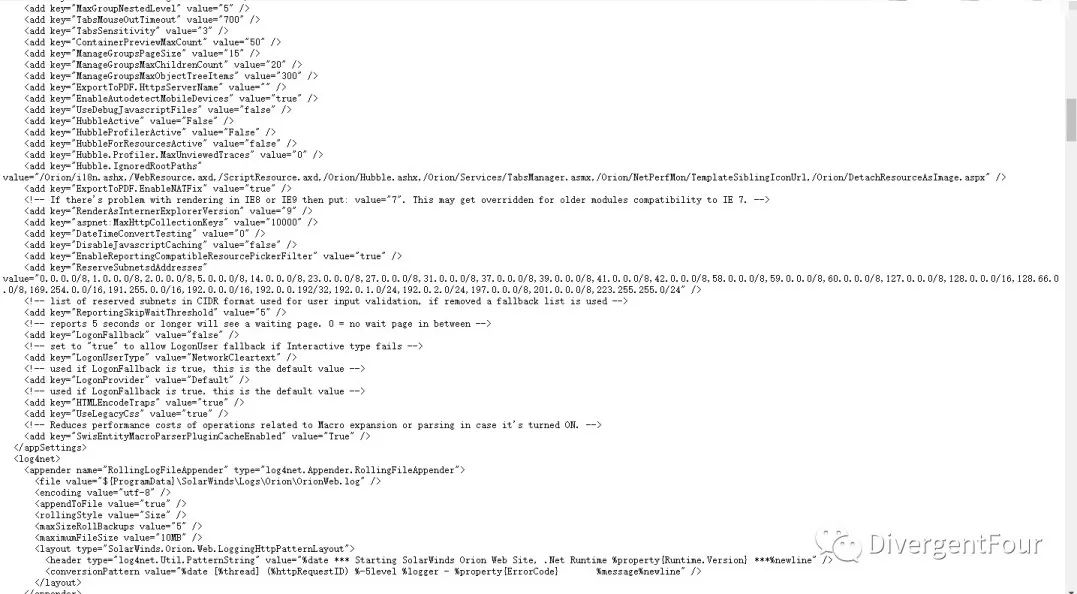 <add key="MaxGroupNestedLevel" value="5" />
<add key="TabsMouseOutTimeout" value="700" />
<add key="TabsSensitivity" value="3" />
<add key="ContainerPreviewMaxCount" value="50" />
<add key="ManageGroupsPageSize" value="15" />
<add key="ManageGroupsMaxChildrenCount" value="20" />
<add key="ManageGroupsMaxObjectTreeItems" value="300" />
<add key="ExportToPDF.HttpsServerName" value="" />
<add key="EnableAutodetectMobileDevices" value="true" />
<add key="UseDebugJavascriptFiles" value="false" />
<add key="HubbleActive" value="False" />
<add key="HubbleProfilerActive" value="False" />
<add key="HubbleForResourcesActive" value="false" />
<add key="Hubble.Profiler.MaxUnviewedTraces" value="0" />
<add key="Hubble.IgnoredRootPaths"
value="/Orion/i18n.ashx,/WebResource.axd,/ScriptResource.axd,/Orion/Hubble.ashx,/Orion/Services/TabsManager.asmx,/Orion/NetPerfMon/TemplateSiblingIconUrl,/Orion/DetachResourceAsImage.aspx" />
<add key="ExportToPDF.EnableNATFix" value="true" />
<!-- If there's problem with rendering in IE8 or IE9 then put: value="7". This may get overridden for older modules compatibility to IE 7. -->
<add key="RenderAsInternerExplorerVersion" value="9" />
<add key="aspnet:MaxHttpCollectionKeys" value="10000" />
<add key="DateTimeConvertTesting" value="0" />
<add key="DisableJavascriptCaching" value="false" />
<add key="EnableReportingCompatibleResourcePickerFilter" value="true" />
<add key="ReserveSubnetsdAddresses"
value="0.0.0.0/8,1.0.0.0/8,2.0.0.0/8,5.0.0.0/8,14.0.0.0/8,23.0.0.0/8,27.0.0.0/8,31.0.0.0/8,37.0.0.0/8,39.0.0.0/8,41.0.0.0/8,42.0.0.0/8,58.0.0.0/8,59.0.0.0/8,60.0.0.0/8,127.0.0.0/8,128.0.0.0/16,128.66.0
.0/8,169.254.0.0/16,191.255.0.0/16,192.0.0.0/16,192.0.0.192/32,192.0.1.0/24,192.0.2.0/24,197.0.0.0/8,201.0.0.0/8,223.255.255.0/24" />
<!-- list of reserved subnets in CIDR format used for user input validation, if removed a fallback list is used -->
<add key="ReportingSkipWaitThreshold" value="5" />
<!-- reports 5 seconds or longer will see a waiting page. 0 = no wait page in between -->
<add key="LogonFallback" value="false" />
<!-- set to "true" to allow LogonUser fallback if Interactive type fails -->
<add key="LogonUserType" value="NetworkCleartext" />
<!-- used if LogonFallback is true, this is the default value -->
<add key="LogonProvider" value="Default" />
<!-- used if LogonFallback is true, this is the default value -->
<add key="HTMLEncodeTraps" value="true" />
<add key="UseLegacyCss" value="true" />
<!-- Reduces performance costs of operations related to Macro expansion or parsing in case it's turned ON. -->
<add key="SwisEntityMacroParserPluginCacheEnabled" value="True" />
</appSettings>
<log4net>
<appender name="RollingLogFileAppender" type="log4net.Appender.RollingFileAppender">
<file value="${ProgramData}\SolarWinds\Logs\Orion\OrionWeb.log" />
<encoding value="utf-8" />
<appendToFile value="true" />
<rollingStyle value="Size" />
<maxSizeRollBackups value="5" />
<maximumFileSize value="10MB" />
<layout type="SolarWinds.Orion.Web.LoggingHttpPatternLayout">
<header type="log4net.Util.PatternString" value="%date *** Starting SolarWinds Orion Web Site, .Net Runtime %property{Runtime.Version} ***%newline" />
<conversionPattern value="%date [%thread] (%httpRequestID) %-5level %logger - %property{ErrorCode} %message%newline" />
</layout>
</appender>
DivergentFour